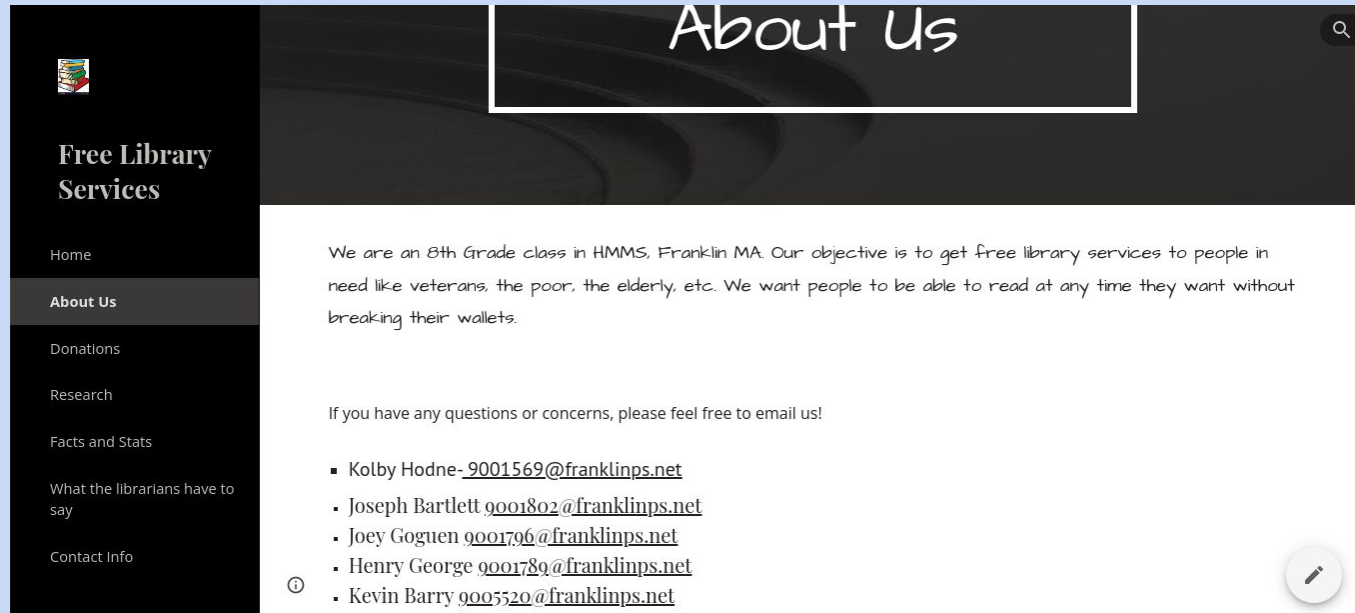 About Us
Free Library
Services
Home
About Us
Donations
Research
Facts and Stats
What the librarians have to
say
Contact Info
We are an 8th Grade class in HMMS, Franklin MA. Our objective is to get free library services to people in
need like veterans, the poor, the elderly, etc. We want people to be able to read at any time they want without
breaking their wallets.
If you have any questions or concerns, please feel free to email us!
Kolby Hodne- 9001569@franklinps.net
Joseph Bartlett 9001802@franklinps.net
Joey Goguen 9001796@franklinps.net
Henry George 9001789@franklinps.net
Kevin Barry 9005520@franklinps.net